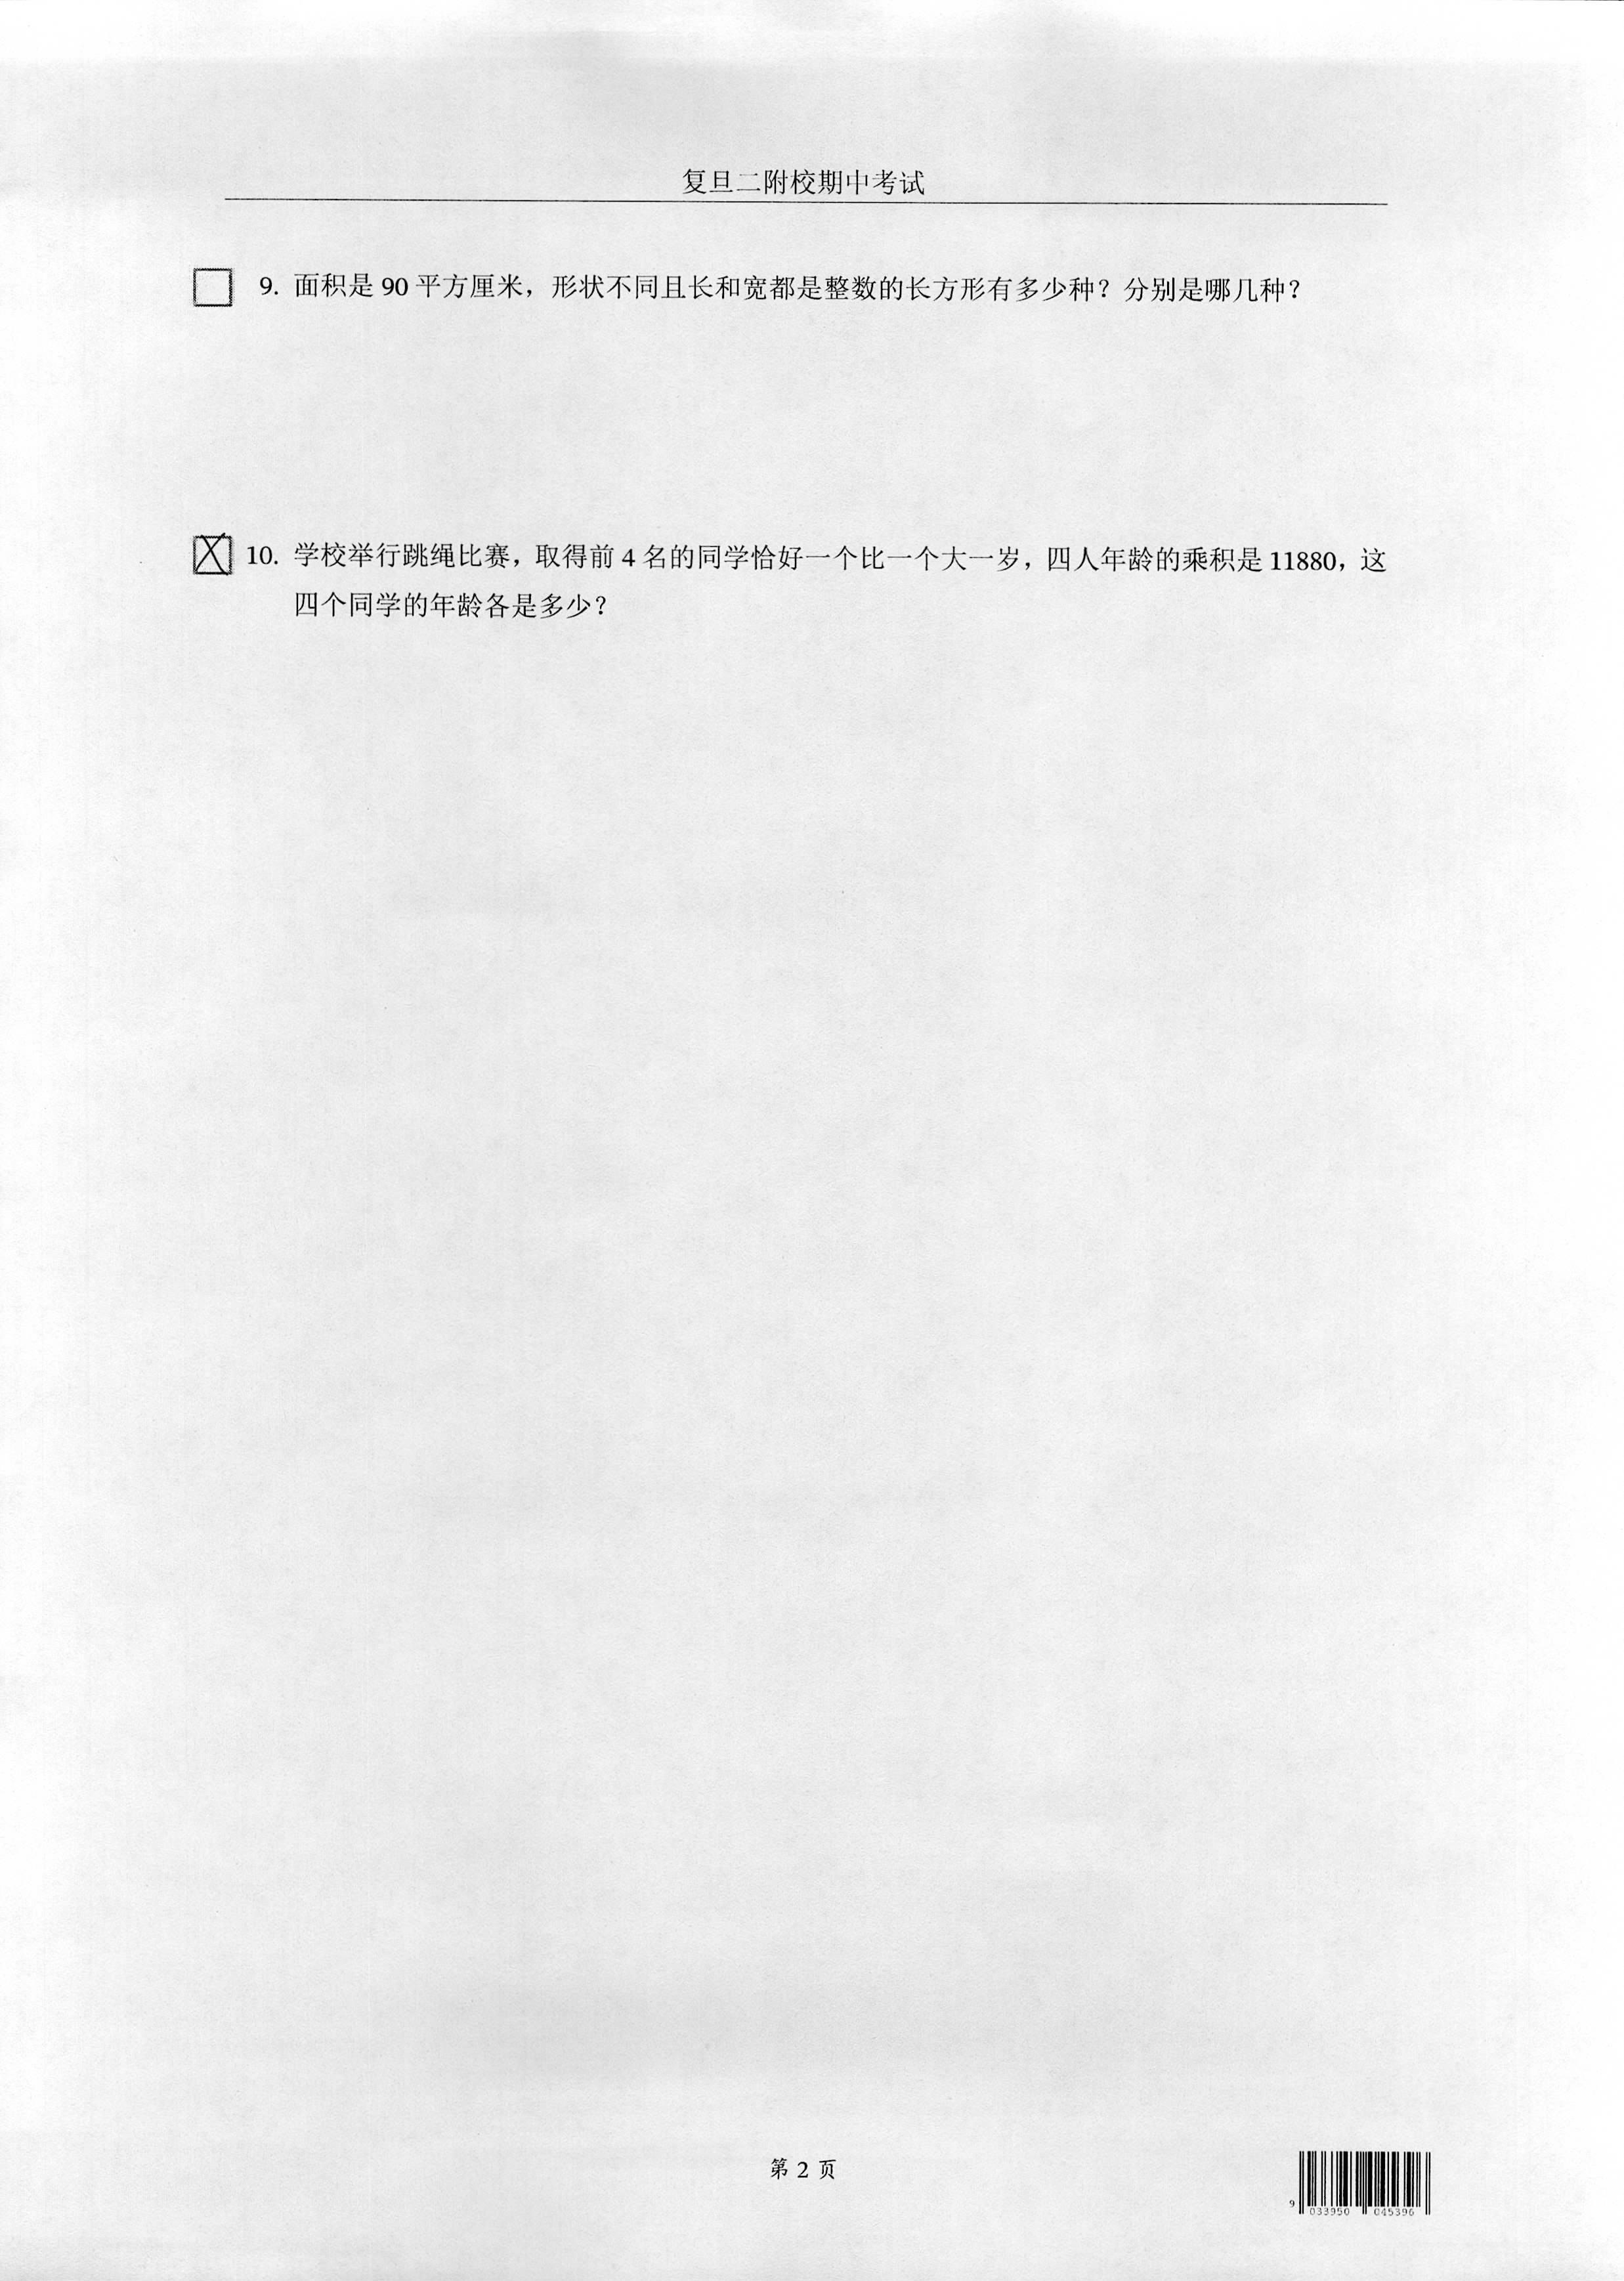 复旦二附校期中考试
9. 面积是 90 平方厘米，形状不同且长和宽都是整数的长方形有多少种？分别是哪几种？
10. 学校举行跳绳比赛，取得前 4 名的同学恰好一个比一个大一岁，四人年龄的乘积是 11880，这
四个同学的年龄各是多少？
第 2 页
9 033950 045396